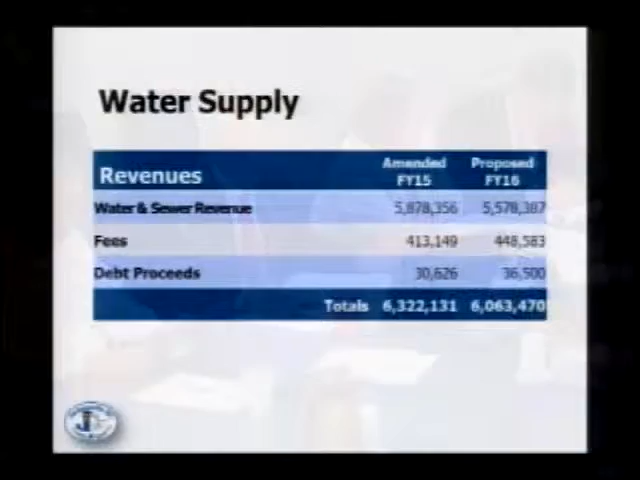 Water Supply
Revenues Amended FY15 Proposed FY16
Water & Sewer Revenue 5,878,356 5,578,387
Fees 413,149 448,583
Debt Proceeds 30,626 36,500
Totals 6,322,131 6,063,470